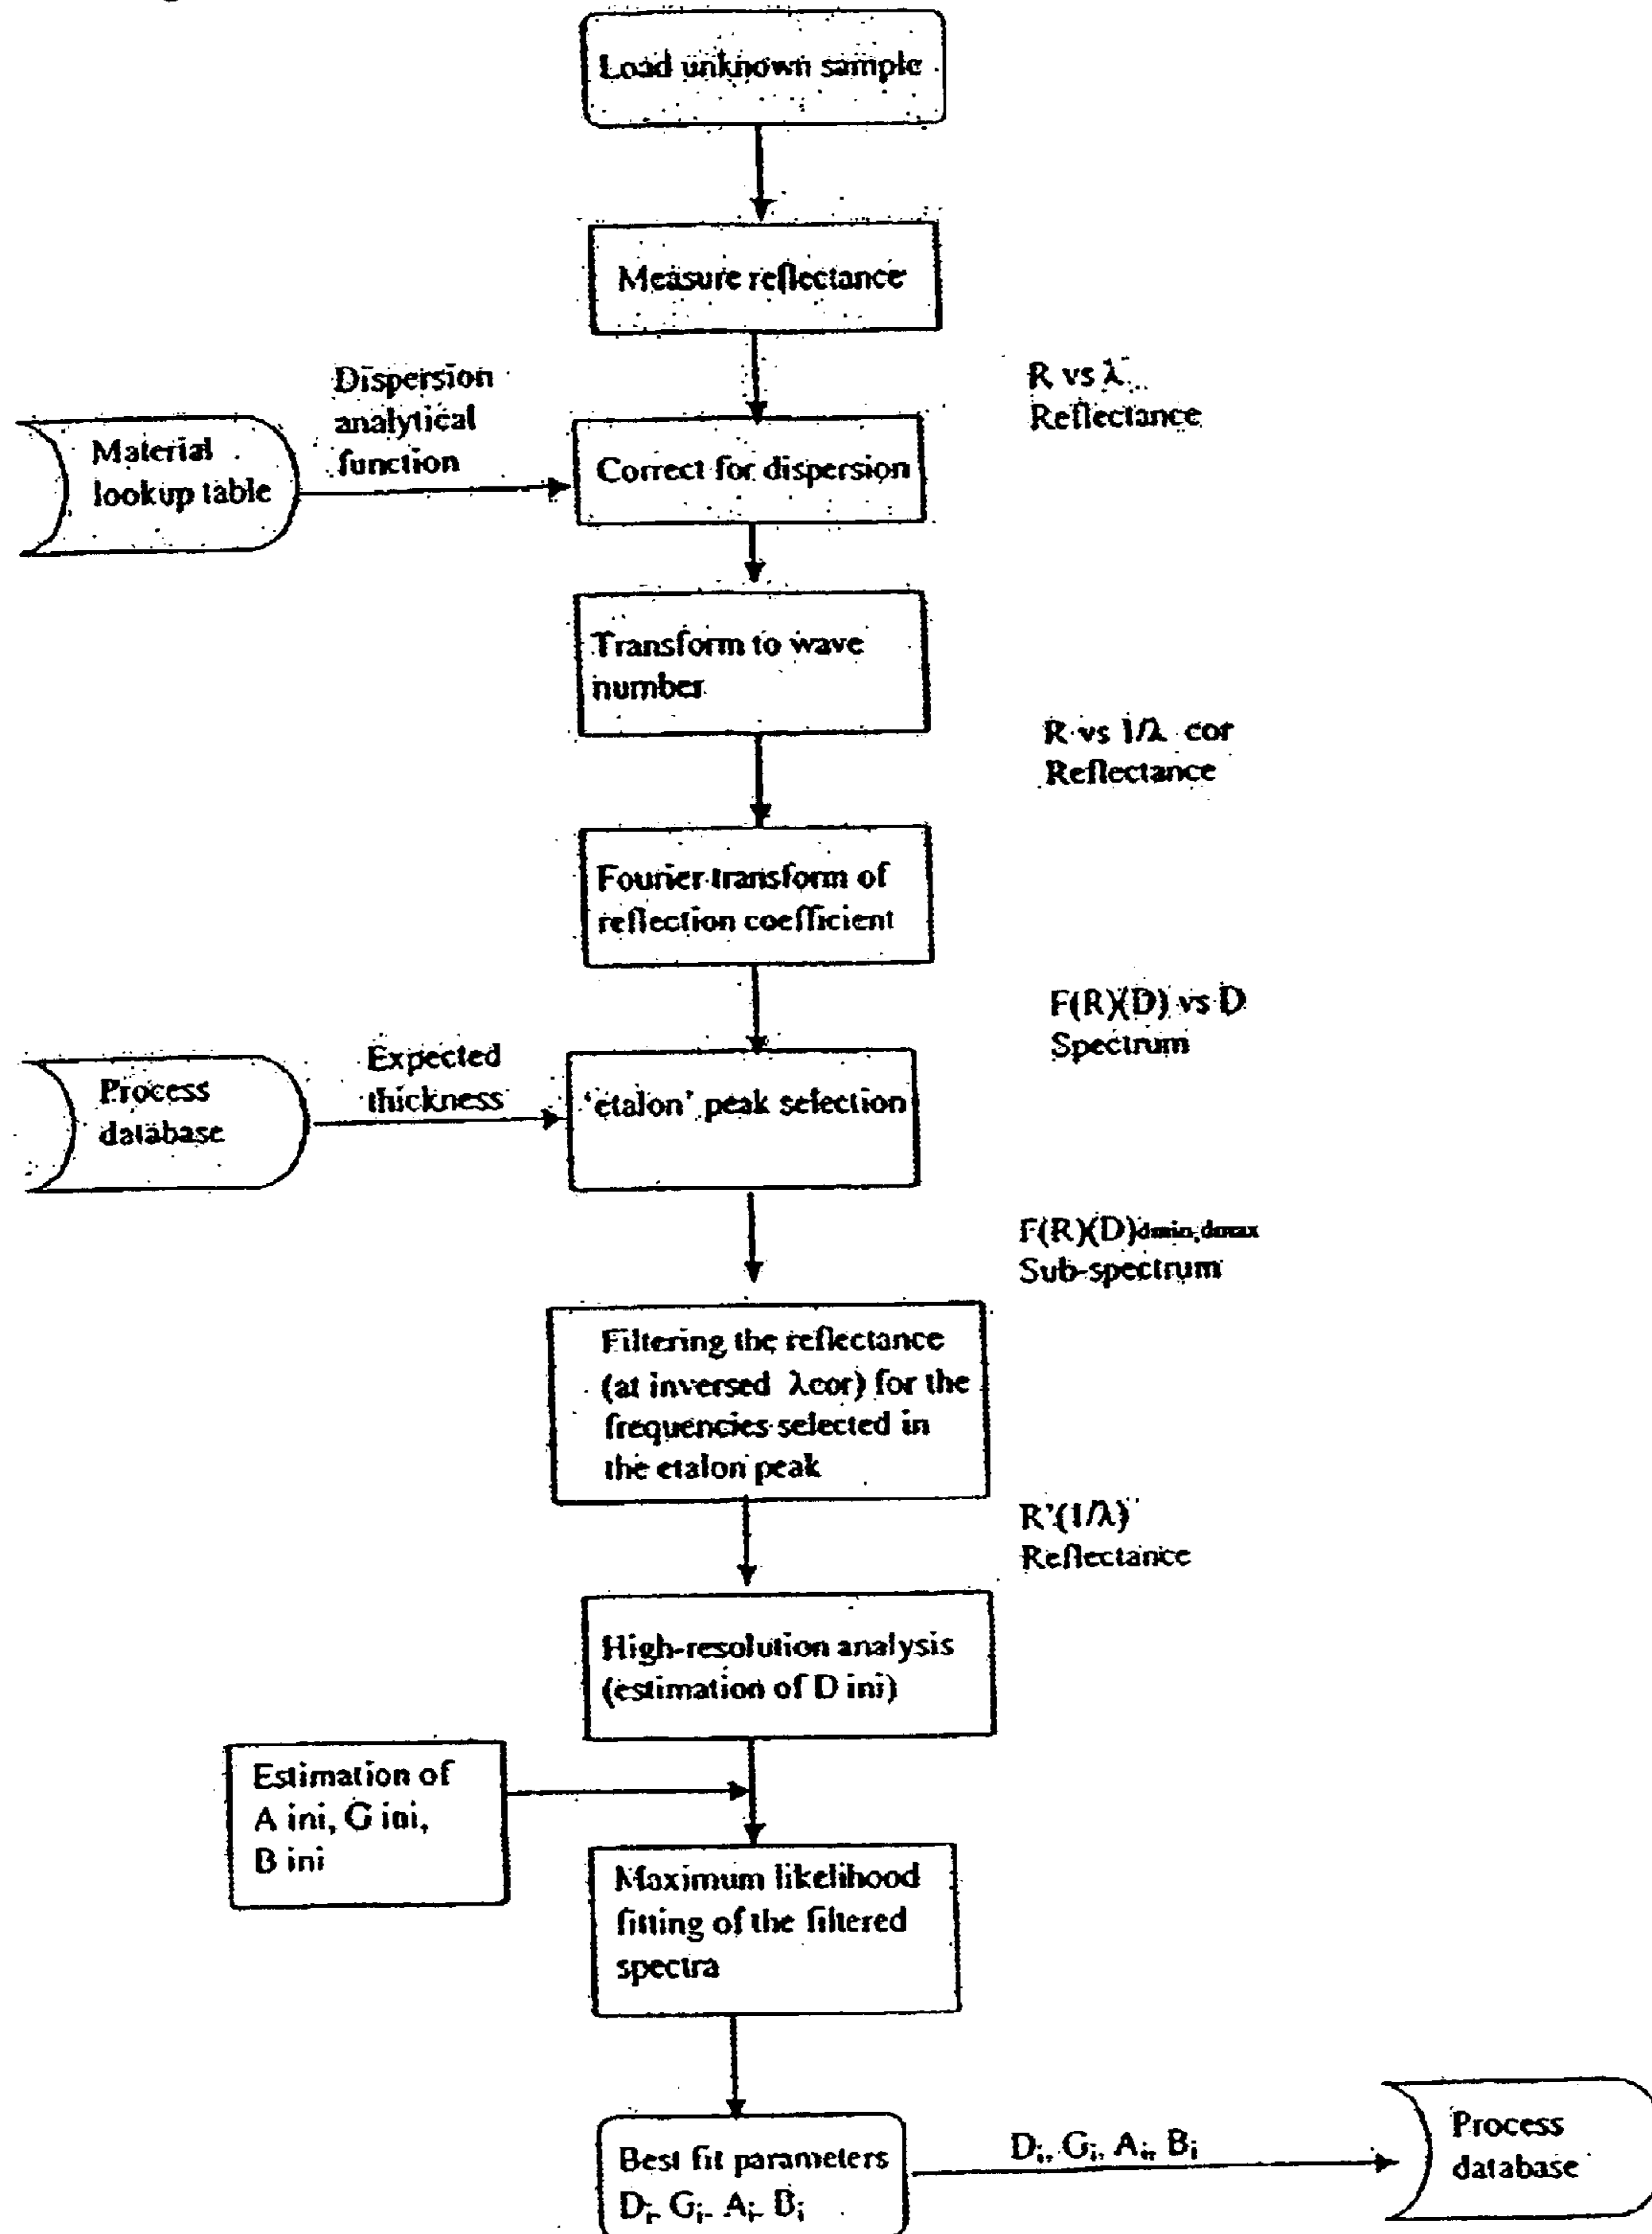 Load unknown sample
Measure reflectance
R vs λ
Reflectance
Dispersion
analytical
function
Material
lookup table
Correct for dispersion
Transform to wave
number
R vs 1/λ cor
Reflectance
Fourier transform of
reflection coefficient
F(R)(D) vs D
Spectrum
Expected
thickness
Process
database
'etalon' peak selection
F(R)(D)dmin,dmax
Sub-spectrum
Filtering the reflectance
(at inversed λcor) for the
frequencies selected in
the etalon peak
R'(1/λ)
Reflectance
High-resolution analysis
(estimation of D ini)
Estimation of
A ini, G ini,
B ini
Maximum likelihood
fitting of the filtered
spectra
Best fit parameters
Di, Gi, Ai, Bi
Di, Gi, Ai, Bi
Process
database